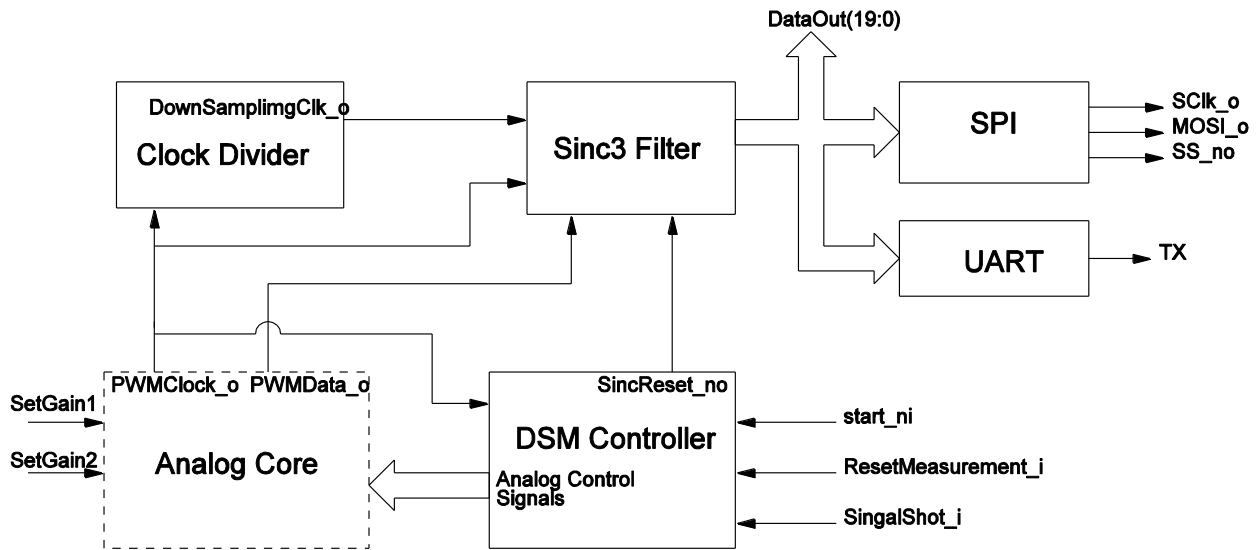 DataOut(19:0)
DownSamplimgClk_o
Clock Divider
Sinc3 Filter
SPI
SClk_o
MOSI_o
SS_no
UART
TX
PWMClock_o
PWMData_o
SetGain1
SetGain2
Analog Core
SincReset_no
DSM Controller
Analog Control
Signals
start_ni
ResetMeasurement_i
SingalShot_i